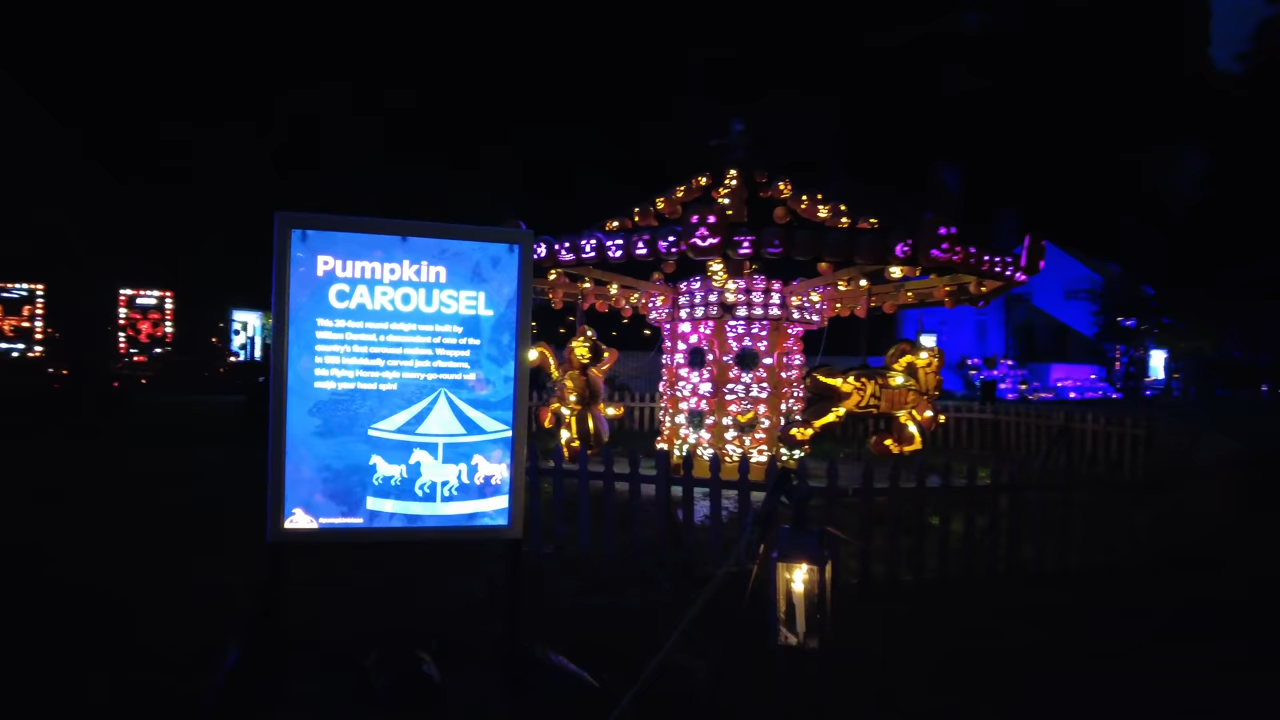 Pumpkin
CAROUSEL
This 20-foot round delight was built by
William Dentzel, a descendant of one of the
country's first carousel makers. Wrapped
in individually carved jack o'lanterns,
this Flying Horse-style merry-go-round will
make your head spin!